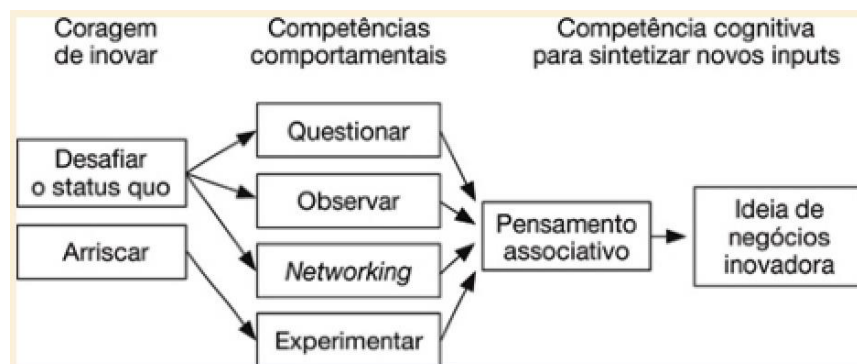 Coragem
de inovar
Competências
comportamentais
Competência cognitiva
para sintetizar novos inputs
Desafiar
o status quo
Arriscar
Questionar
Observar
Networking
Experimentar
Pensamento
associativo
Ideia de
negócios
inovadora